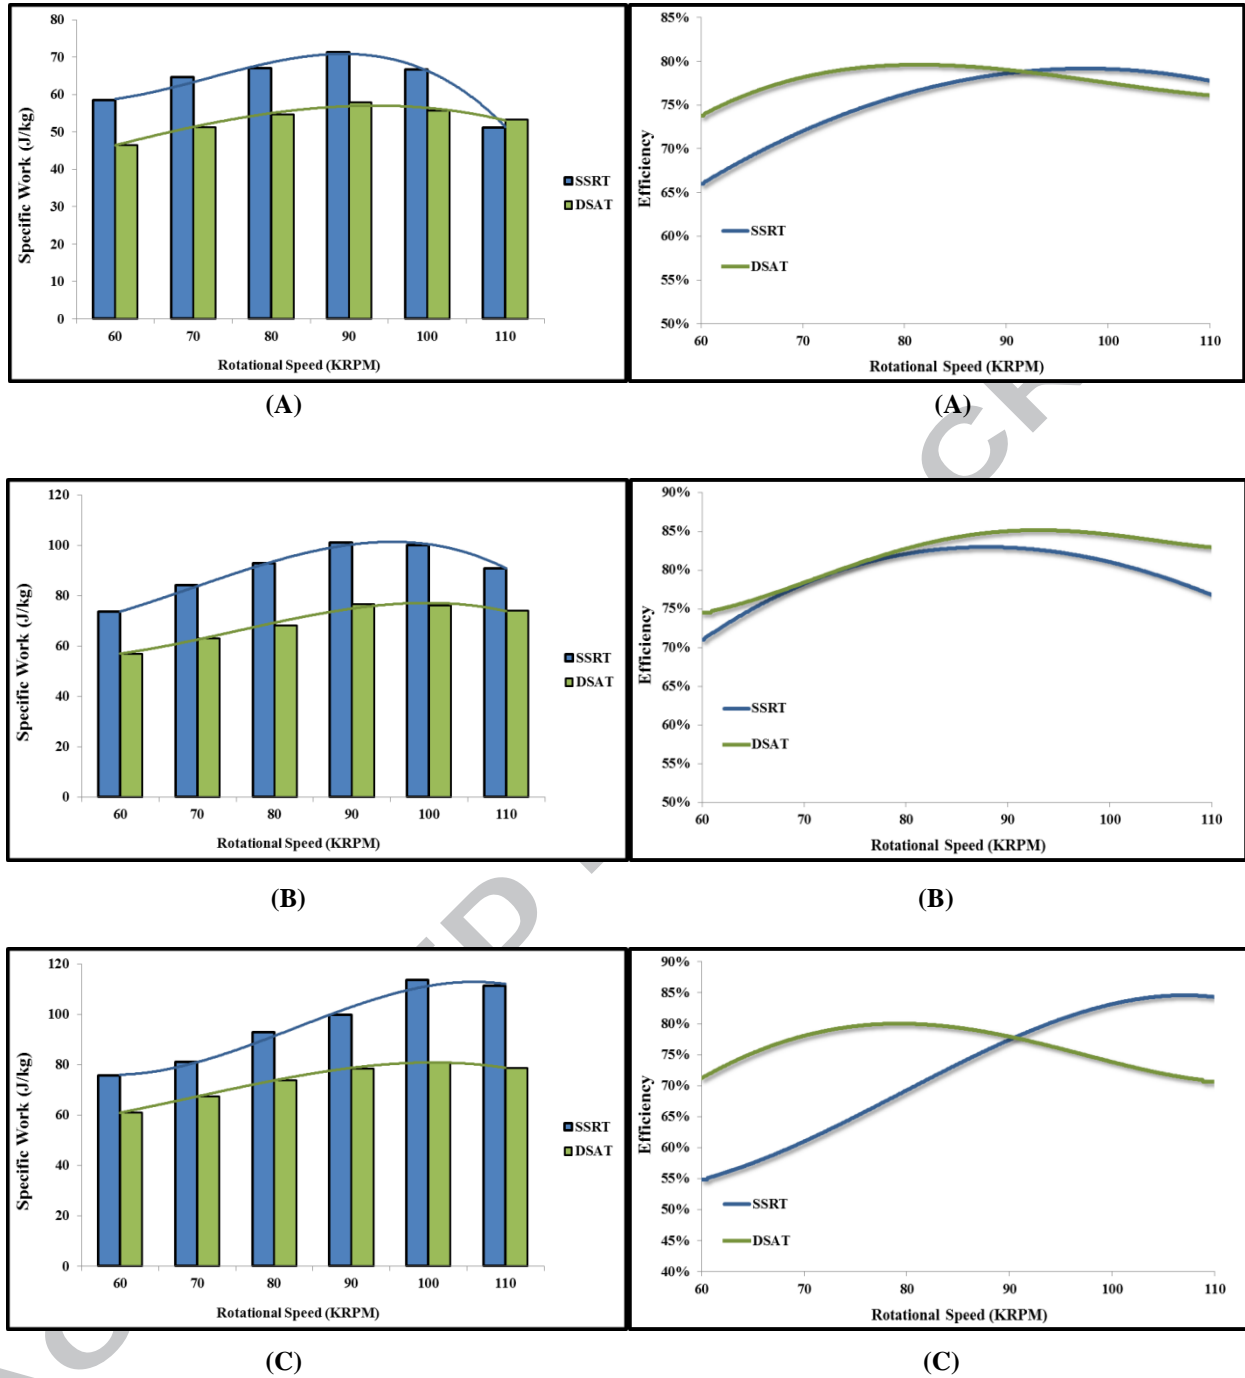 80
70
60
50
40
30
20
10
0
Specific Work (J/kg)
60 70 80 90 100 110
Rotational Speed (KRPM)
SSRT
DSAT
(A)
85%
80%
75%
70%
65%
60%
55%
50%
Efficiency
SSRT
DSAT
60 70 80 90 100 110
Rotational Speed (KRPM)
(A)
120
100
80
60
40
20
0
Specific Work (J/kg)
60 70 80 90 100 110
Rotational Speed (KRPM)
SSRT
DSAT
(B)
90%
85%
80%
75%
70%
65%
60%
55%
50%
Efficiency
SSRT
DSAT
60 70 80 90 100 110
Rotational Speed (KRPM)
(B)
120
100
80
60
40
20
0
Specific Work (J/kg)
60 70 80 90 100 110
Rotational Speed (KRPM)
SSRT
DSAT
(C)
90%
85%
80%
75%
70%
65%
60%
55%
50%
45%
40%
Efficiency
SSRT
DSAT
60 70 80 90 100 110
Rotational Speed (KRPM)
(C)